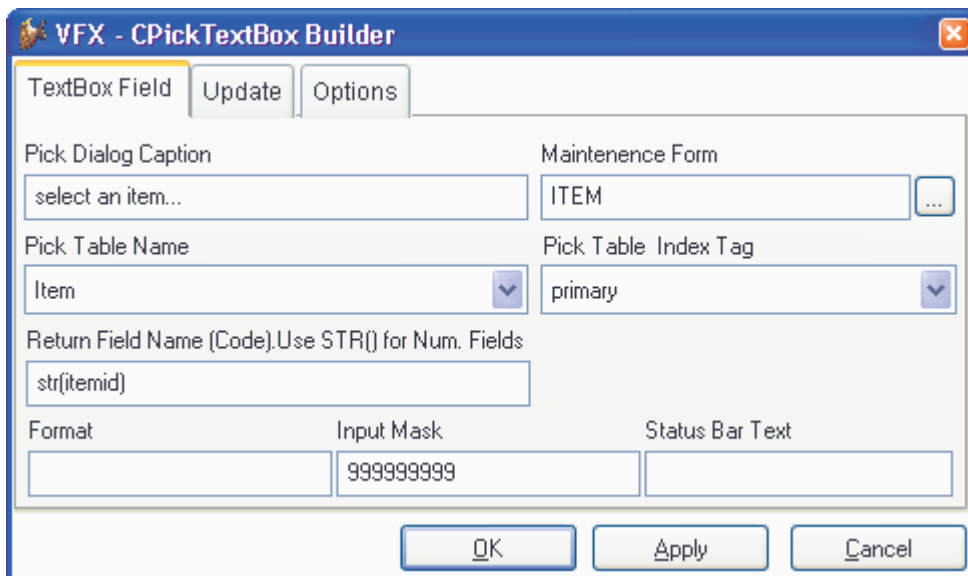 VFX - CPickTextBox Builder
TextBox Field Update Options
Pick Dialog Caption Maintenence Form
select an item... ITEM ...
Pick Table Name Pick Table Index Tag
Item primary
Return Field Name (Code).Use STR() for Num. Fields
str(itemid)
Format Input Mask Status Bar Text
999999999
OK Apply Cancel